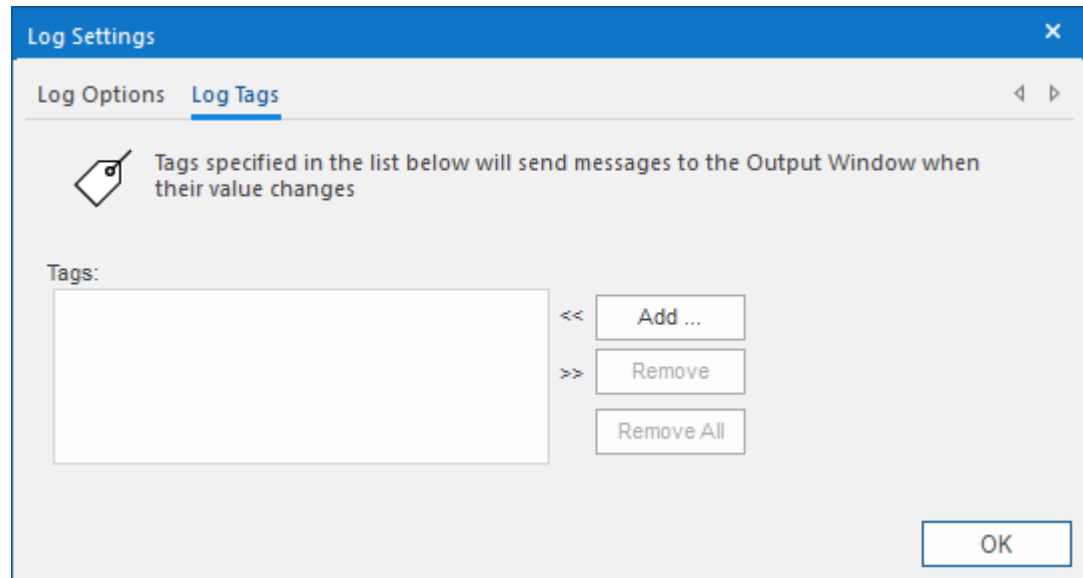 Log Settings
Log Options Log Tags
Tags specified in the list below will send messages to the Output Window when
their value changes
Tags:
<< Add ...
>> Remove
Remove All
OK